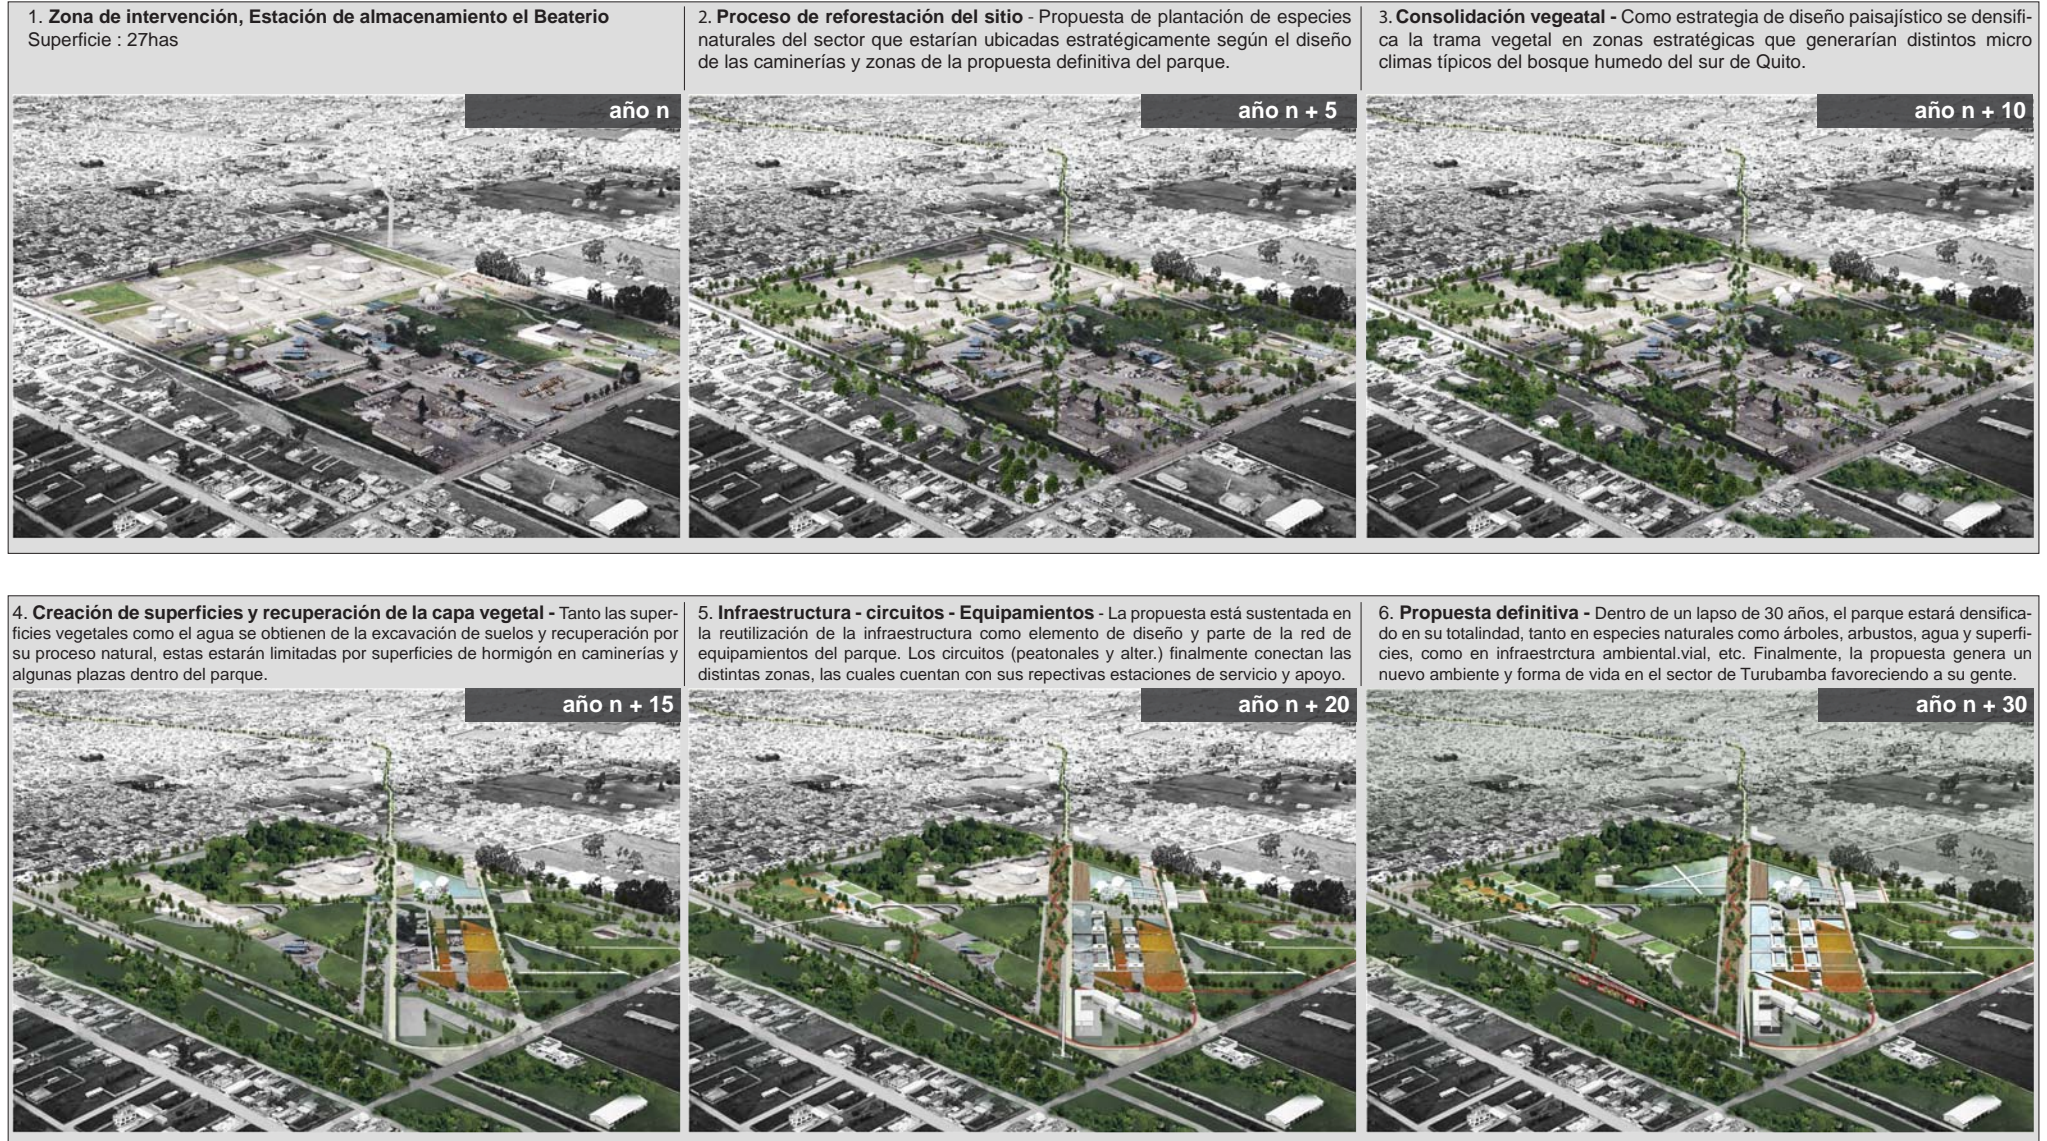 1. Zona de intervención, Estación de almacenamiento el Beaterio
Superficie : 27has
2. Proceso de reforestación del sitio - Propuesta de plantación de especies
naturales del sector que estarían ubicadas estratégicamente según el diseño
de las caminerías y zonas de la propuesta definitiva del parque.
3. Consolidación vegeatal - Como estrategia de diseño paisajístico se densifi-
ca la trama vegetal en zonas estratégicas que generarían distintos micro
climas típicos del bosque humedo del sur de Quito.
año n
año n + 5
año n + 10
4. Creación de superficies y recuperación de la capa vegetal - Tanto las super-
ficies vegetales como el agua se obtienen de la excavación de suelos y recuperación por
su proceso natural, estas estarán limitadas por superficies de hormigón en caminerías y
algunas plazas dentro del parque.
5. Infraestructura - circuitos - Equipamientos - La propuesta está sustentada en
la reutilización de la infraestructura como elemento de diseño y parte de la red de
equipamientos del parque. Los circuitos (peatonales y alter.) finalmente conectan las
distintas zonas, las cuales cuentan con sus repectivas estaciones de servicio y apoyo.
6. Propuesta definitiva - Dentro de un lapso de 30 años, el parque estará densifica-
do en su totalindad, tanto en especies naturales como árboles, arbustos, agua y superfi-
cies, como en infraestrctura ambiental.vial, etc. Finalmente, la propuesta genera un
nuevo ambiente y forma de vida en el sector de Turubamba favoreciendo a su gente.
año n + 15
año n + 20
año n + 30